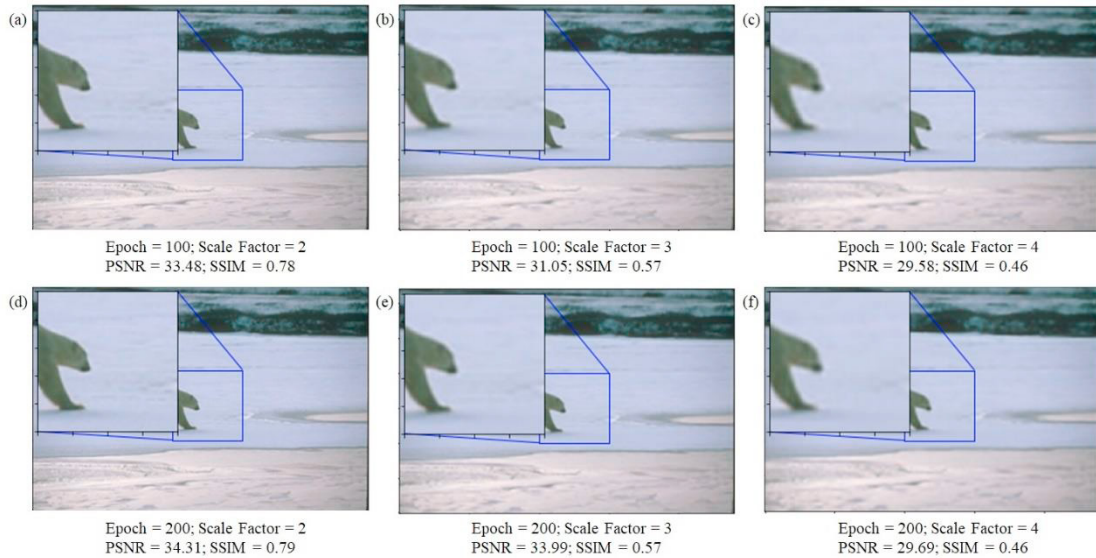 (a)
(b)
(c)
Epoch = 100; Scale Factor = 2
PSNR = 33.48; SSIM = 0.78
Epoch = 100; Scale Factor = 3
PSNR = 31.05; SSIM = 0.57
Epoch = 100; Scale Factor = 4
PSNR = 29.58; SSIM = 0.46
(d)
(e)
(f)
Epoch = 200; Scale Factor = 2
PSNR = 34.31; SSIM = 0.79
Epoch = 200; Scale Factor = 3
PSNR = 33.99; SSIM = 0.57
Epoch = 200; Scale Factor = 4
PSNR = 29.69; SSIM = 0.46